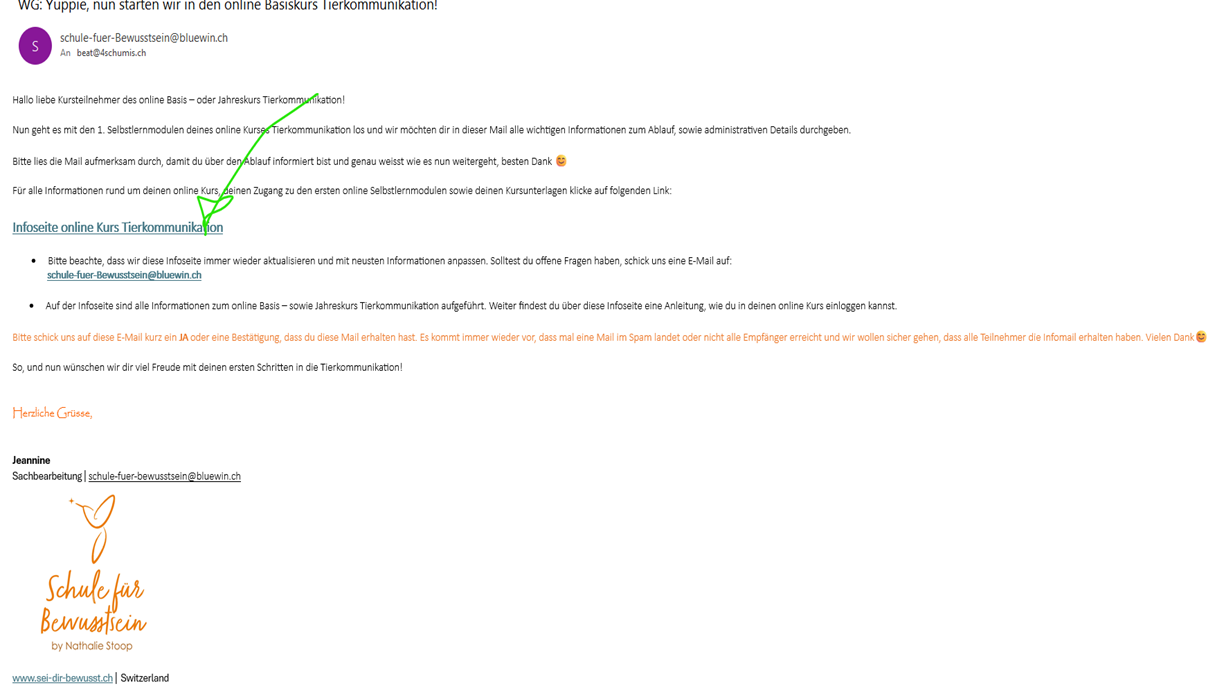 WG: Yuppie, nun starten wir in den online Basiskurs Tierkommunikation!
S
schule-fuer-Bewusstsein@bluewin.ch
An beat@4schumis.ch
Hallo liebe Kursteilnehmer des online Basis – oder Jahreskurs Tierkommunikation!
Nun geht es mit den 1. Selbstlernmodulen deines online Kurses Tierkommunikation los und wir möchten dir in dieser Mail alle wichtigen Informationen zum Ablauf, sowie administrativen Details durchgeben.
Bitte lies die Mail aufmerksam durch, damit du über den Ablauf informiert bist und genau weisst wie es nun weitergeht, besten Dank 😊
Für alle Informationen rund um deinen online Kurs, deinen Zugang zu den ersten online Selbstlernmodulen sowie deinen Kursunterlagen klicke auf folgenden Link:
Infoseite online Kurs Tierkommunikation
• Bitte beachte, dass wir diese Infoseite immer wieder aktualisieren und mit neusten Informationen anpassen. Solltest du offene Fragen haben, schick uns eine E-Mail auf:
schule-fuer-Bewusstsein@bluewin.ch
• Auf der Infoseite sind alle Informationen zum online Basis – sowie Jahreskurs Tierkommunikation aufgeführt. Weiter findest du über diese Infoseite eine Anleitung, wie du in deinen online Kurs einloggen kannst.
Bitte schick uns auf diese E-Mail kurz ein JA oder eine Bestätigung, dass du diese Mail erhalten hast. Es kommt immer wieder vor, dass mal eine Mail im Spam landet oder nicht alle Empfänger erreicht und wir wollen sicher gehen, dass alle Teilnehmer die Infomail erhalten haben. Vielen Dank😊
So, und nun wünschen wir dir viel Freude mit deinen ersten Schritten in die Tierkommunikation!
Herzliche Grüsse,
Jeannine
Sachbearbeitung | schule-fuer-bewusstsein@bluewin.ch
Schule für
Bewusstsein
by Nathalie Stoop
www.sei-dir-bewusst.ch | Switzerland